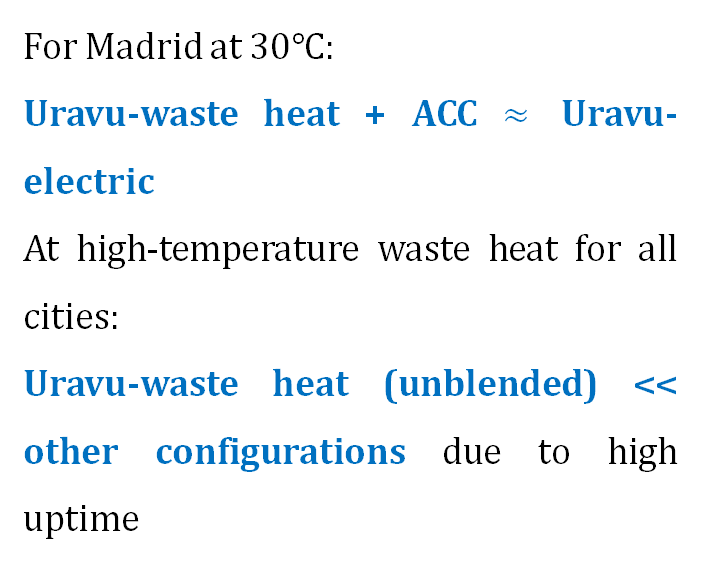 For Madrid at 30°C:
Uravu-waste heat + ACC ≈ Uravu-
electric
At high-temperature waste heat for all
cities:
Uravu-waste heat (unblended) <<
other configurations due to high
uptime